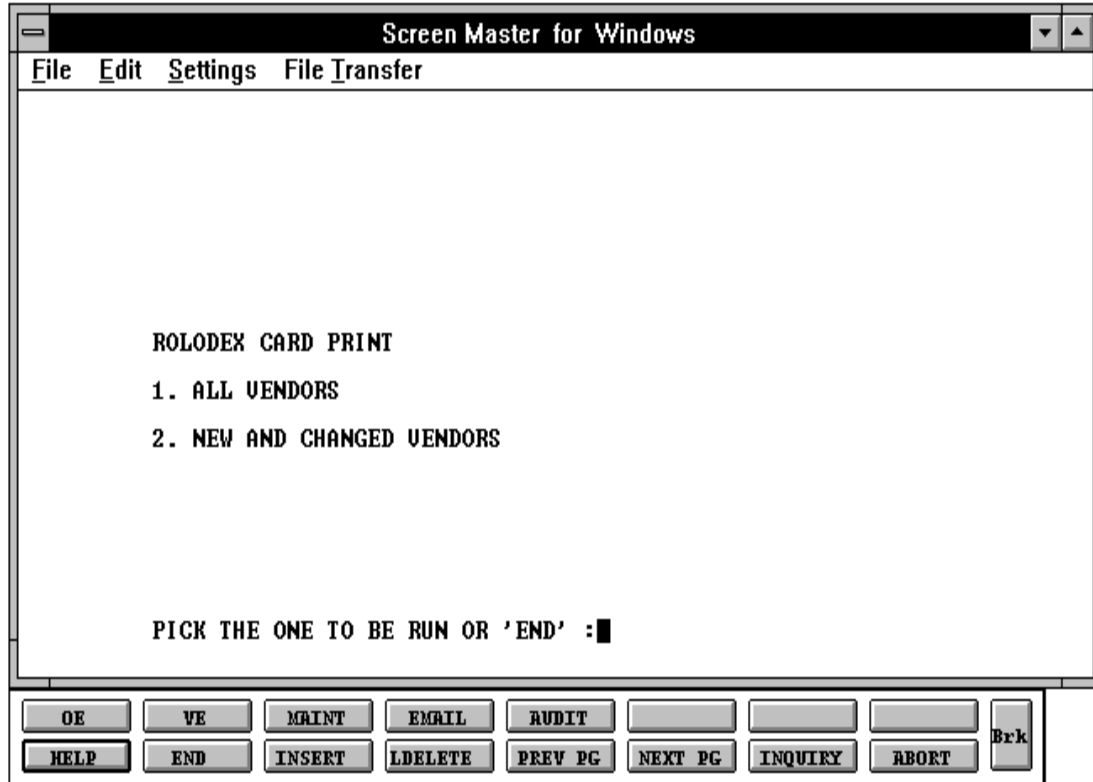 Screen Master for Windows
File Edit Settings File Transfer
ROLODEX CARD PRINT
1. ALL VENDORS
2. NEW AND CHANGED VENDORS
PICK THE ONE TO BE RUN OR 'END' :
OE VE MAINT EMAIL AUDIT
Brk
HELP END INSERT LDELETE PREV PG NEXT PG INQUIRY ABORT